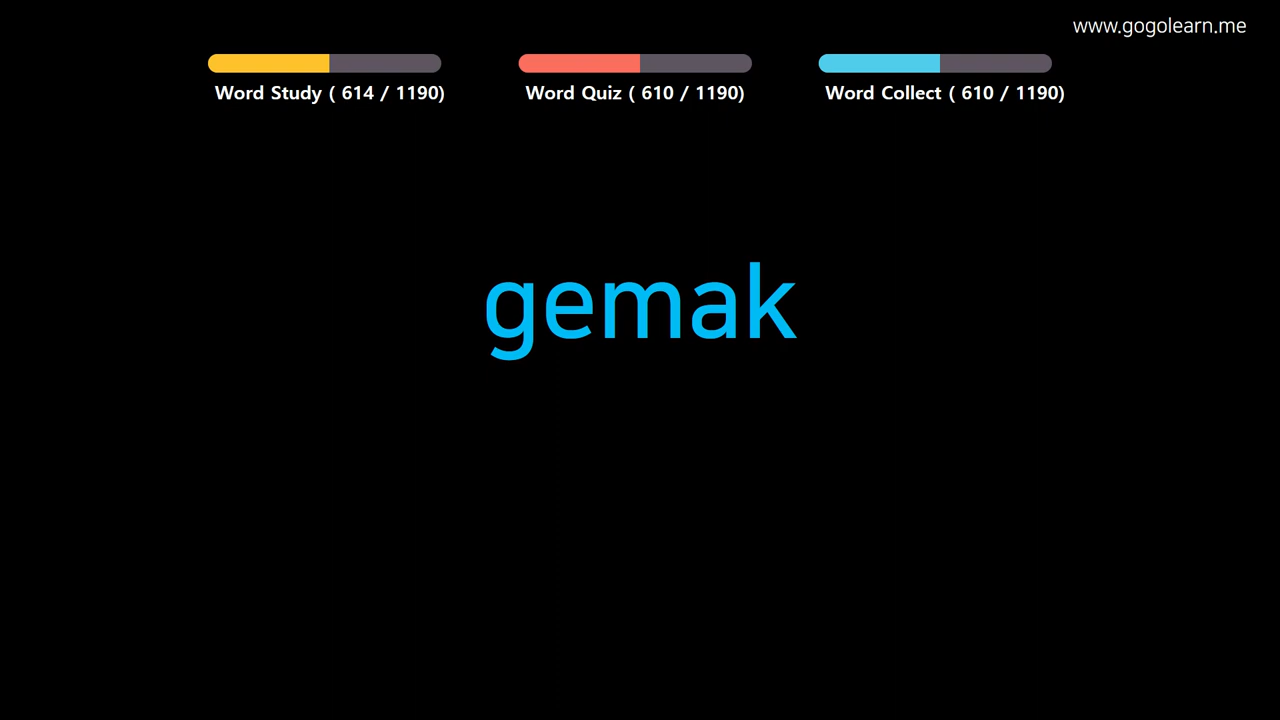 www.gogolearn.me
Word Study ( 614 / 1190)
Word Quiz ( 610 / 1190)
Word Collect ( 610 / 1190)
gemak